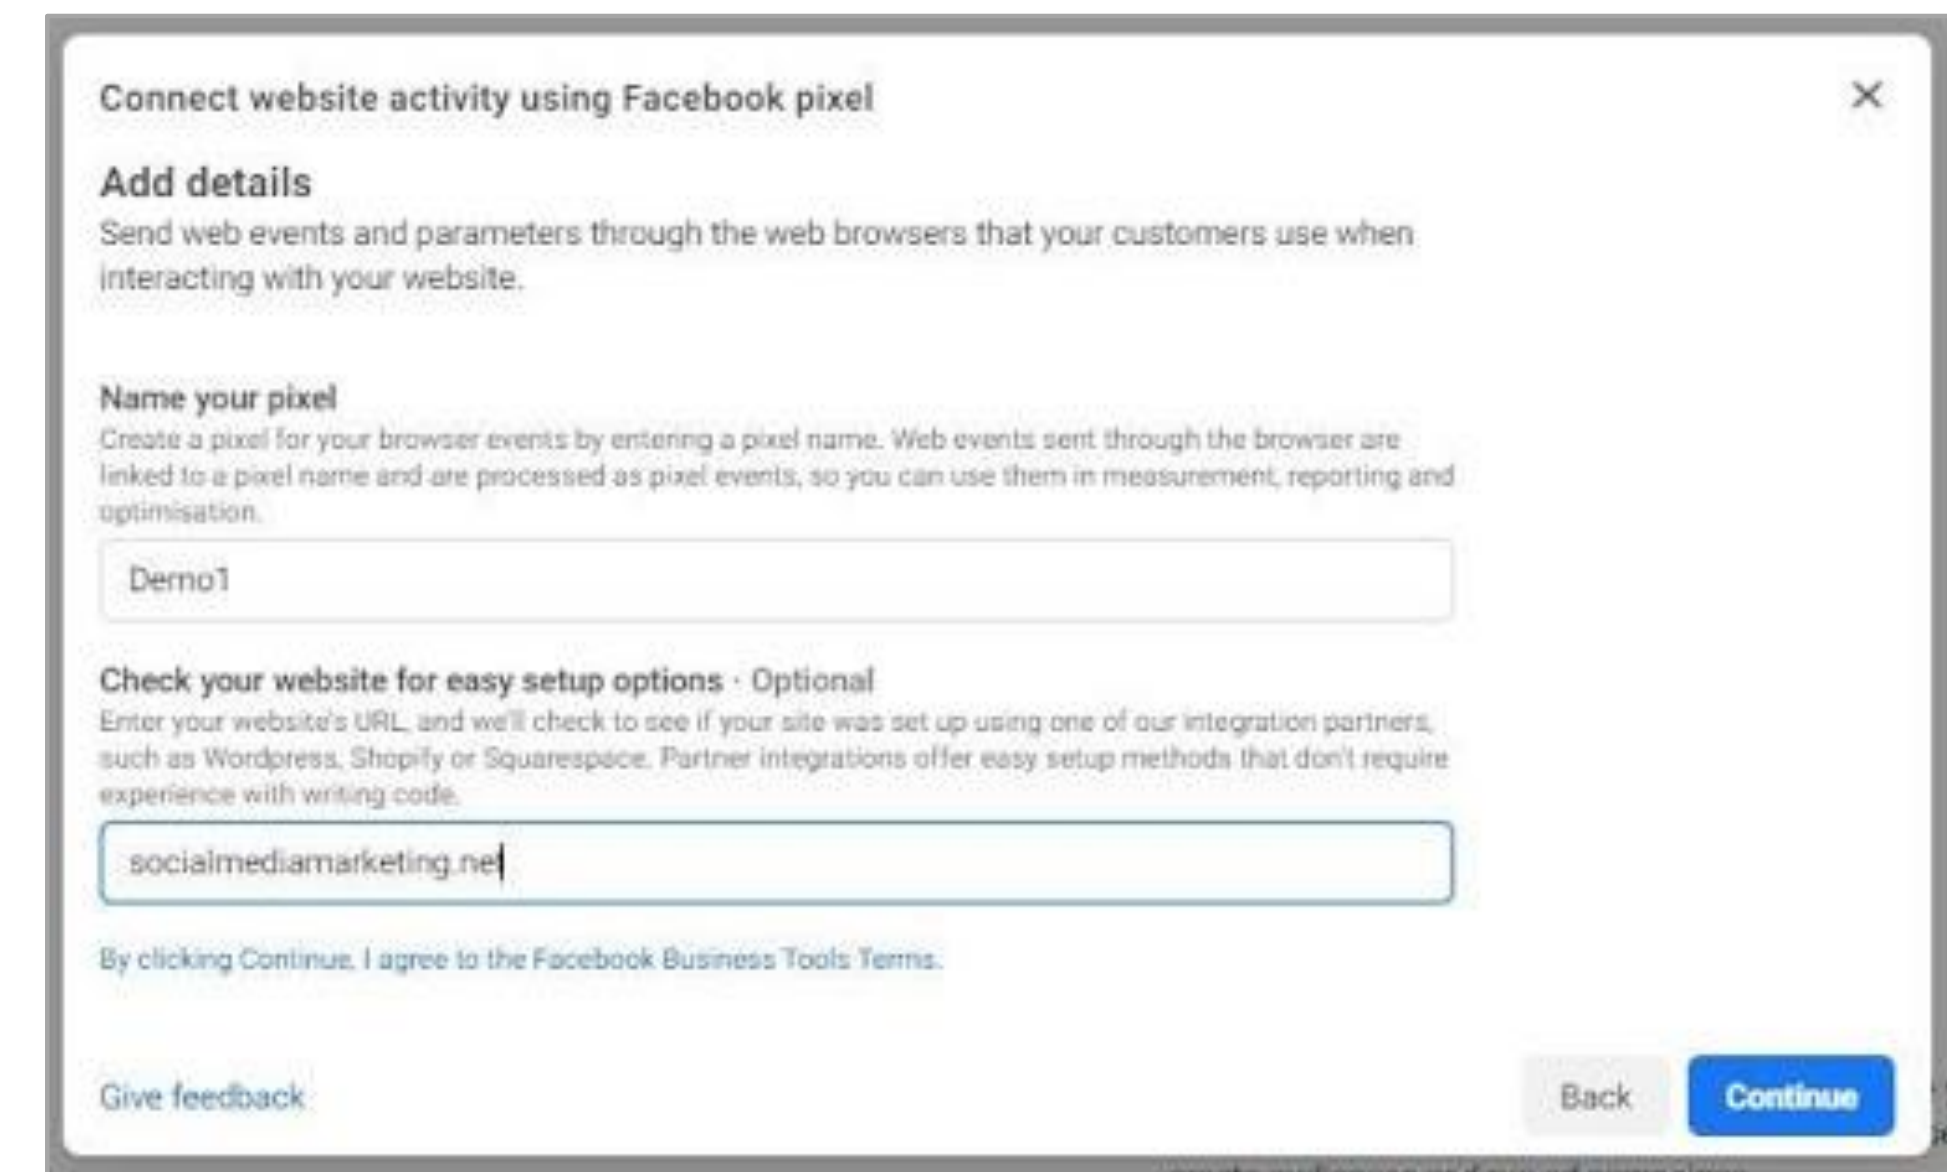 Connect website activity using Facebook pixel
Add details
Send web events and parameters through the web browsers that your customers use when
interacting with your website.
Name your pixel
Create a pixel for your browser events by entering a pixel name. Web events sent through the browser are
linked to a pixel name and are processed as pixel events, so you can use them in measurement, reporting and
optimisation.
Demo1
Check your website for easy setup options · Optional
Enter your website's URL, and we'll check to see if your site was set up using one of our integration partners,
such as Wordpress, Shopify or Squarespace. Partner integrations offer easy setup methods that don't require
experience with writing code.
socialmediamarketing.net
By clicking Continue, I agree to the Facebook Business Tools Terms.
Give feedback
Back
Continue